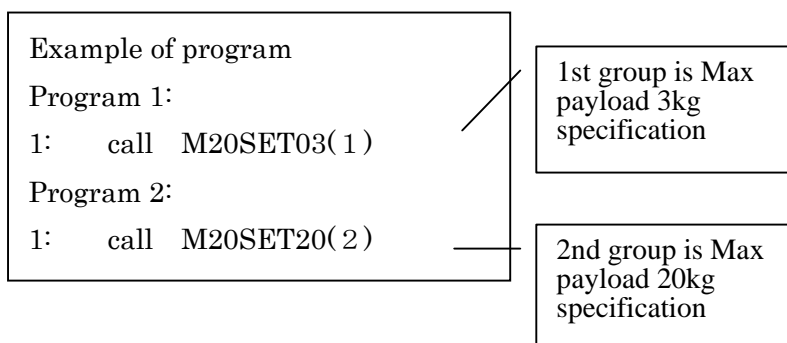 Example of program
Program 1:
1: call M20SET03(１)
Program 2:
1: call M20SET20(２)
1st group is Max
payload 3kg
specification
2nd group is Max
payload 20kg
specification